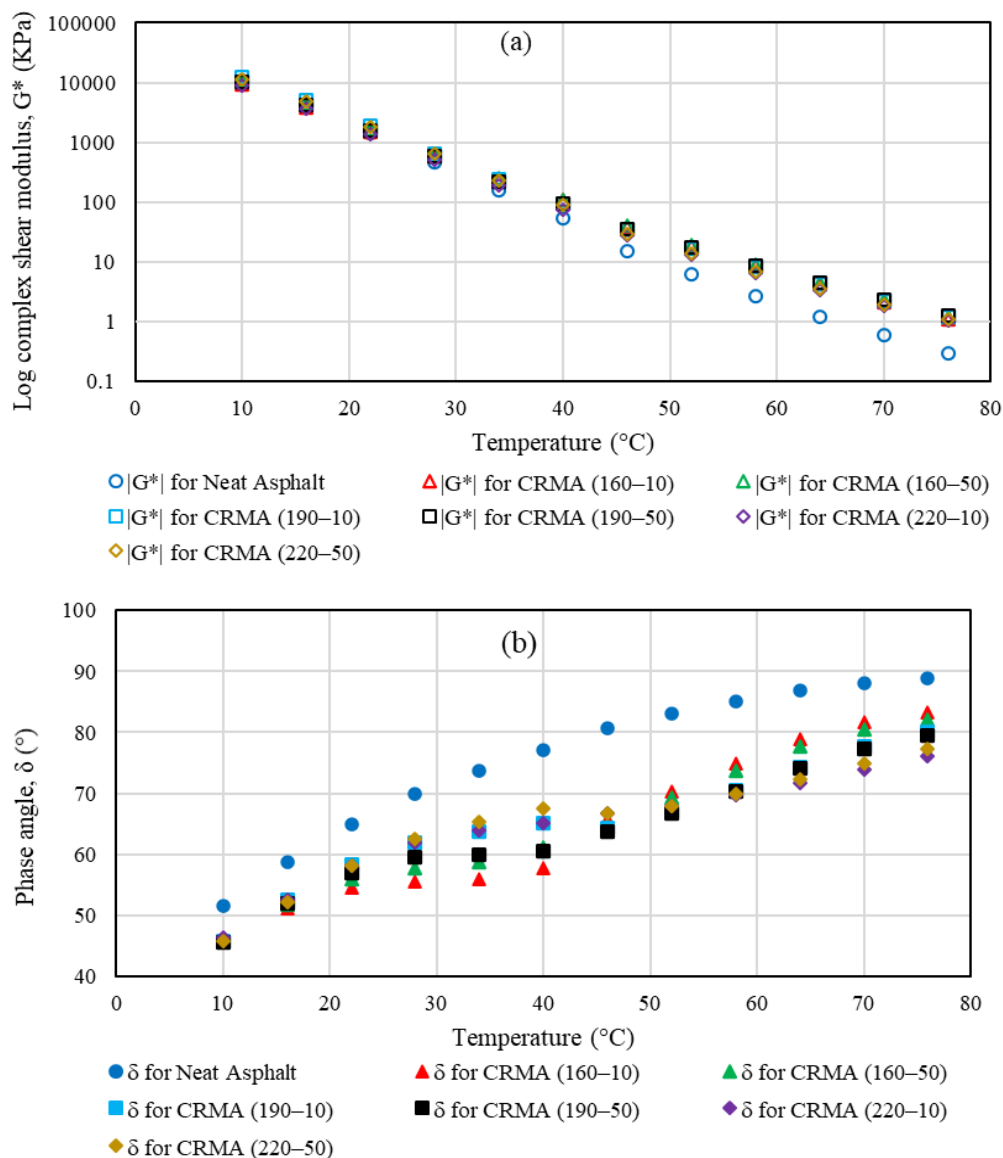 (a)
Log complex shear modulus, G* (KPa)
100000
10000
1000
100
10
1
0.1
0 10 20 30 40 50 60 70 80
Temperature (°C)
|G*| for Neat Asphalt |G*| for CRMA (160–10) |G*| for CRMA (160–50)
|G*| for CRMA (190–10) |G*| for CRMA (190–50) |G*| for CRMA (220–10)
|G*| for CRMA (220–50)
(b)
Phase angle, δ (°)
100
90
80
70
60
50
40
0 10 20 30 40 50 60 70 80
Temperature (°C)
δ for Neat Asphalt δ for CRMA (160–10) δ for CRMA (160–50)
δ for CRMA (190–10) δ for CRMA (190–50) δ for CRMA (220–10)
δ for CRMA (220–50)